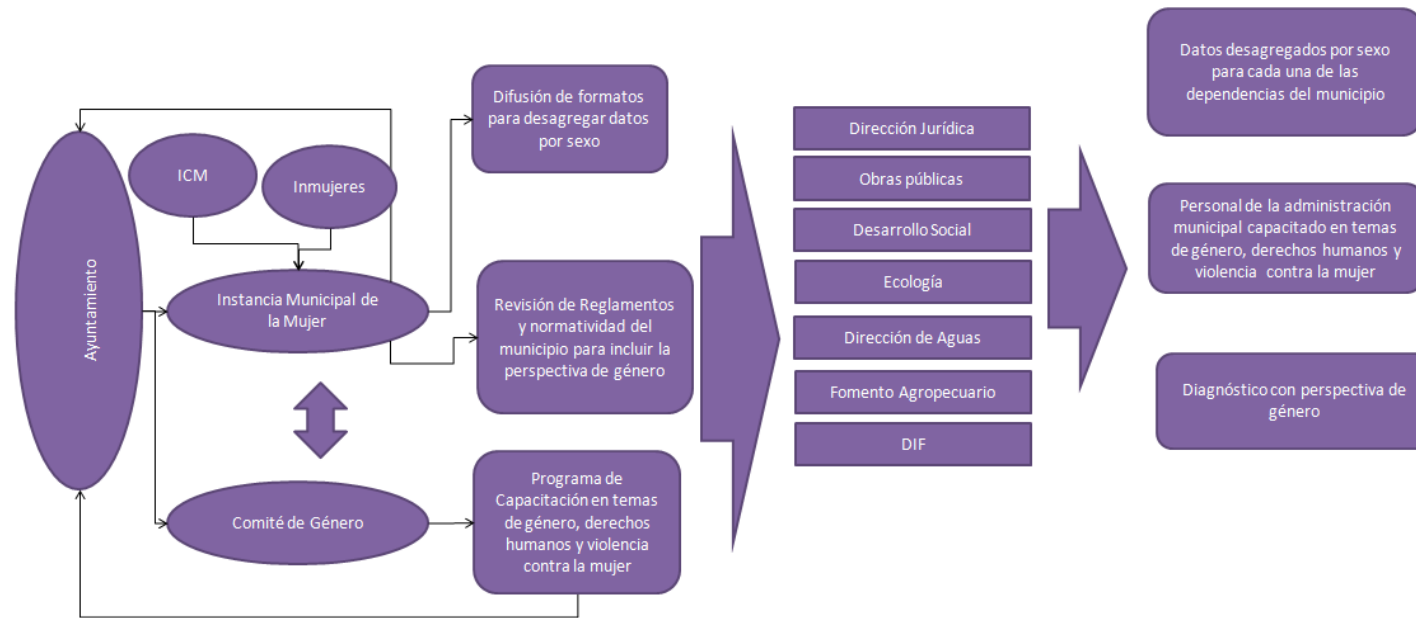 Ayuntamiento
ICM
Inmujeres
Instancia Municipal de
la Mujer
Comité de Género
Difusión de formatos
para desagregar datos
por sexo
Revisión de Reglamentos
y normatividad del
municipio para incluir la
perspectiva de género
Programa de
Capacitación en temas
de género, derechos
humanos y violencia
contra la mujer
Dirección Jurídica
Obras públicas
Desarrollo Social
Ecología
Dirección de Aguas
Fomento Agropecuario
DIF
Datos desagregados por sexo
para cada una de las
dependencias del municipio
Personal de la administración
municipal capacitado en temas
de género, derechos humanos y
violencia contra la mujer
Diagnóstico con perspectiva de
género